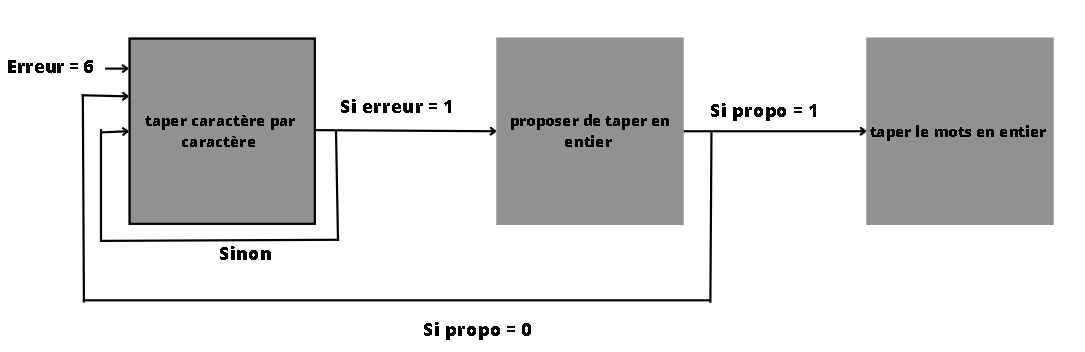 Erreur = 6
taper caractère par
caractère
Si erreur = 1
Sinon
proposer de taper en
entier
Si propo = 1
taper le mots en entier
Si propo = 0